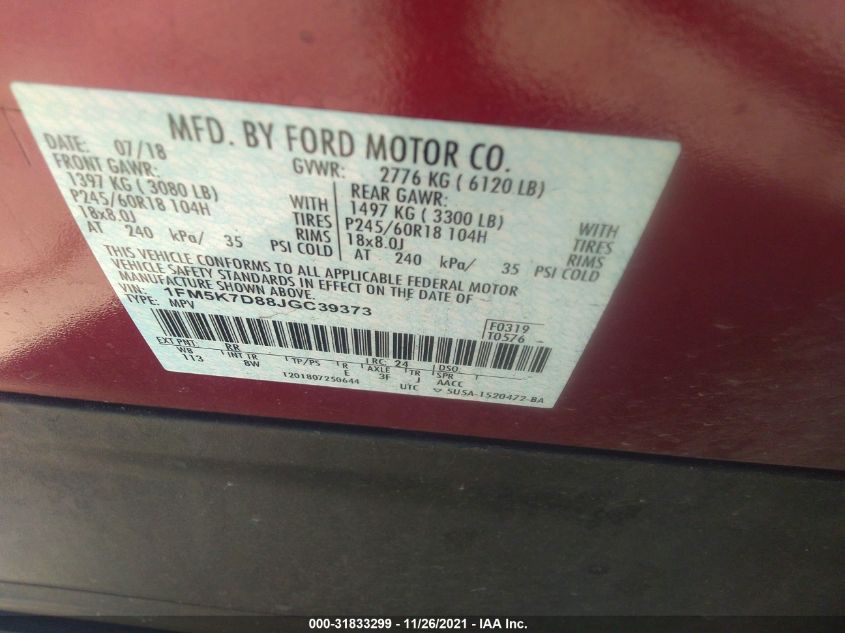 MFD. BY FORD MOTOR CO.
DATE: 07/18 GVWR: 2776 KG ( 6120 LB)
FRONT GAWR: REAR GAWR:
1397 KG ( 3080 LB) WITH 1497 KG ( 3300 LB) WITH
P245/60R18 104H TIRES P245/60R18 104H TIRES
18x8.0J RIMS 18x8.0J RIMS
AT 240 kPa/ 35 PSI COLD AT 240 kPa/ 35 PSI COLD
THIS VEHICLE CONFORMS TO ALL APPLICABLE FEDERAL MOTOR
VEHICLE SAFETY STANDARDS IN EFFECT ON THE DATE OF
MANUFACTURE SHOWN ABOVE.
VIN: 1FM5K7D88JGC39373
TYPE: MPV
F0319
T0576
EXT PNT: RR RC: 24 DSO:
WB INT TR TP/PS R AXLE TR SPR
113 BW E 3F J AACC
1201807250644 UTC 5U5A-1520472-BA
000-31833299 - 11/26/2021 - IAA Inc.